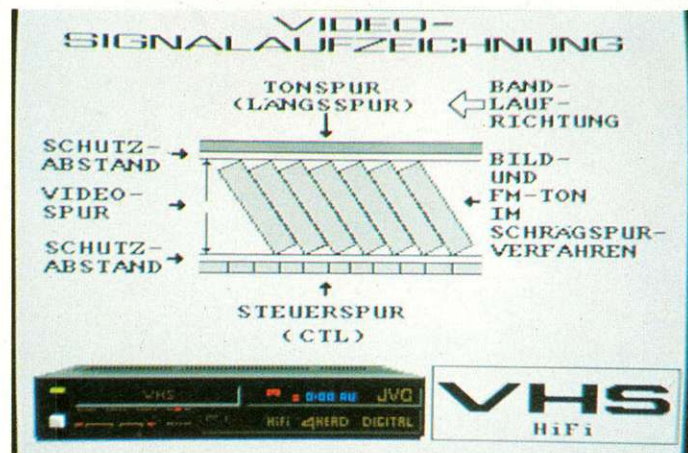 VIDEO-
SIGNALAUFZEICHNUNG
TONSPUR
(LÄNGSSPUR)
BAND-
LAUF-
RICHTUNG
SCHUTZ-
ABSTAND
VIDEO-
SPUR
SCHUTZ-
ABSTAND
BILD-
UND
FM-TON
IM
SCHRÄGSPUR-
VERFAHREN
STEUERSPUR
(CTL)
VHS
0:00 AU
JVC
HiFi 4HEAD DIGITAL
VHS
HiFi